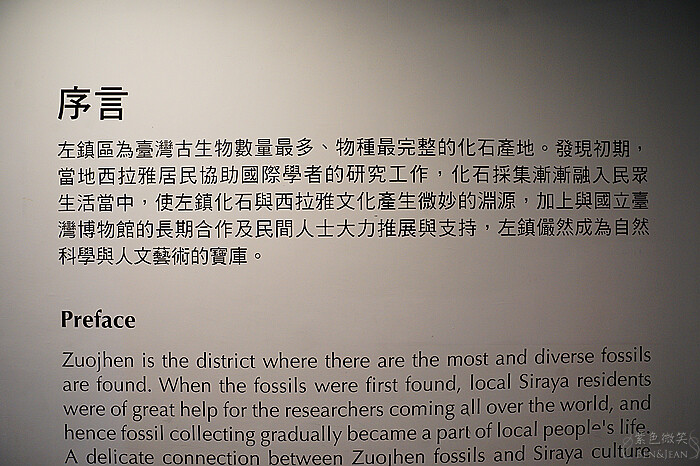 序言
左鎮區為臺灣古生物數量最多、物種最完整的化石產地。發現初期，
當地西拉雅居民協助國際學者的研究工作，化石採集漸漸融入民眾
生活當中，使左鎮化石與西拉雅文化產生微妙的淵源，加上與國立臺
灣博物館的長期合作及民間人士大力推展與支持，左鎮儼然成為自然
科學與人文藝術的寶庫。
Preface
Zuojhen is the district where there are the most and diverse fossils
are found. When the fossils were first found, local Siraya residents
were of great help for the researchers coming all over the world, and
hence fossil collecting gradually became a part of local people's life.
A delicate connection between Zuojhen fossils and Siraya culture
紫色微笑
BEN&JEAN